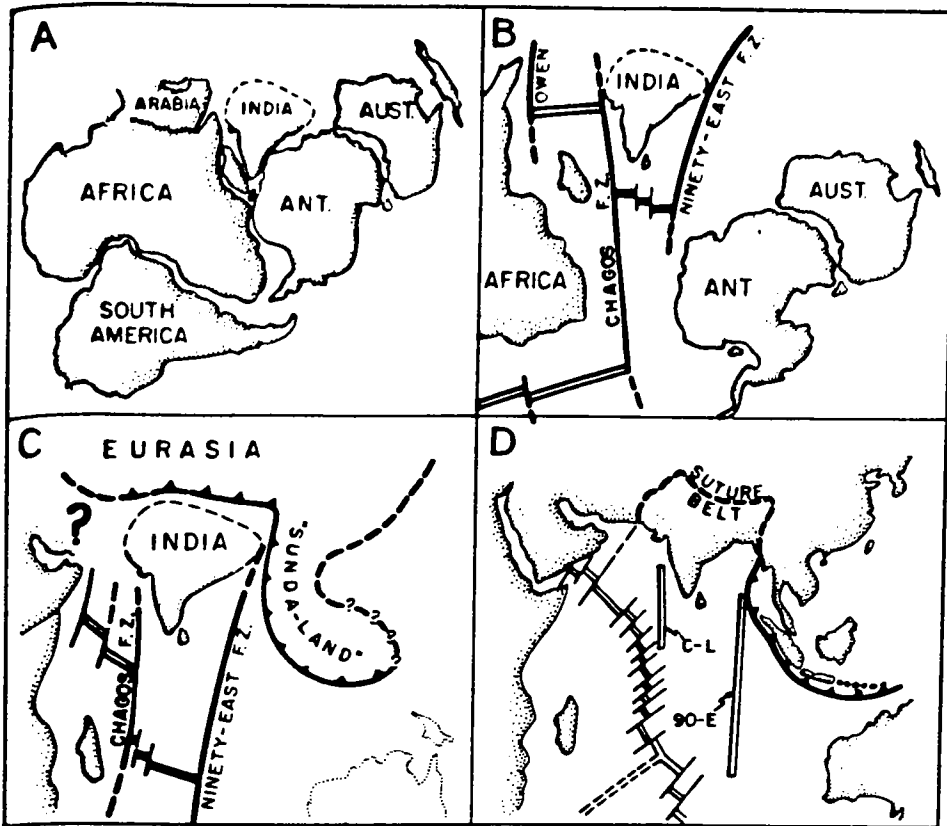 A
ARABIA
INDIA
AUST.
AFRICA
ANT.
SOUTH
AMERICA
B
OWEN
INDIA
NINETY-EAST F.Z.
CHAGOS F.Z.
AFRICA
AUST.
ANT
C
EURASIA
?
INDIA
"SUNDA-LAND"
? ?
CHAGOS F.Z.
NINETY-EAST F.Z.
D
SUTURE
BELT
C-L
90-E